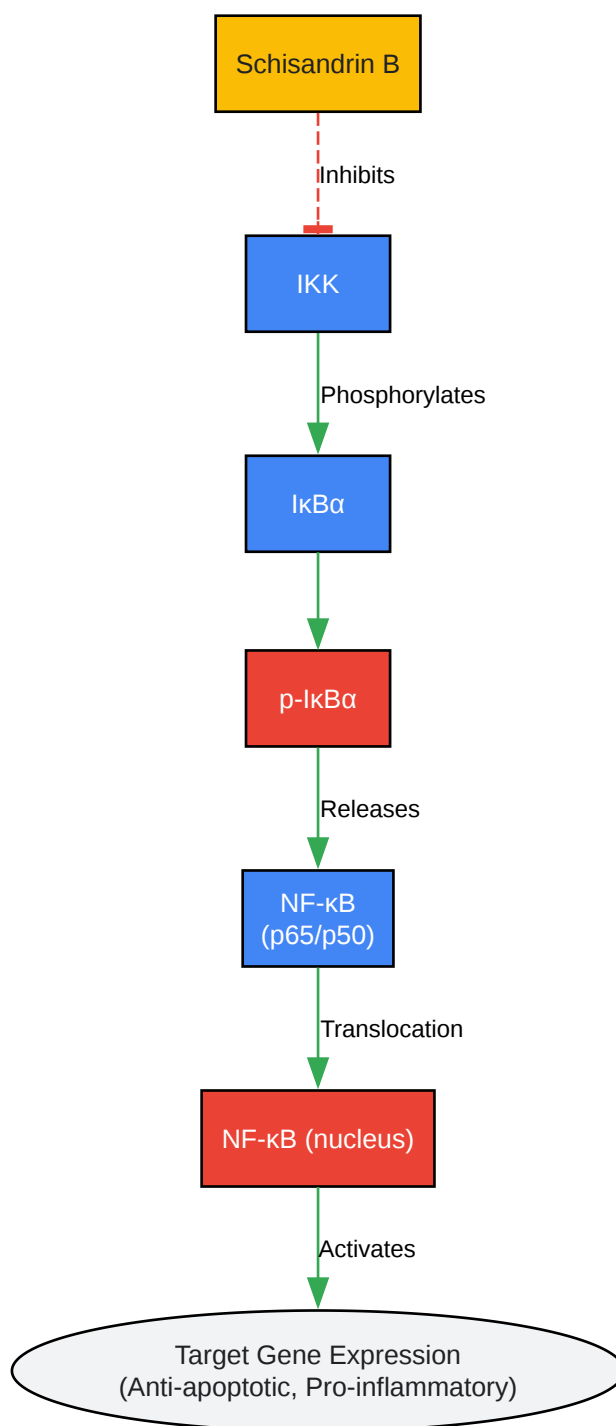 Schisandrin B
Inhibits
IKK
Phosphorylates
IκBα
p-IκBα
Releases
NF-κB
(p65/p50)
Translocation
NF-κB (nucleus)
Activates
Target Gene Expression
(Anti-apoptotic, Pro-inflammatory)